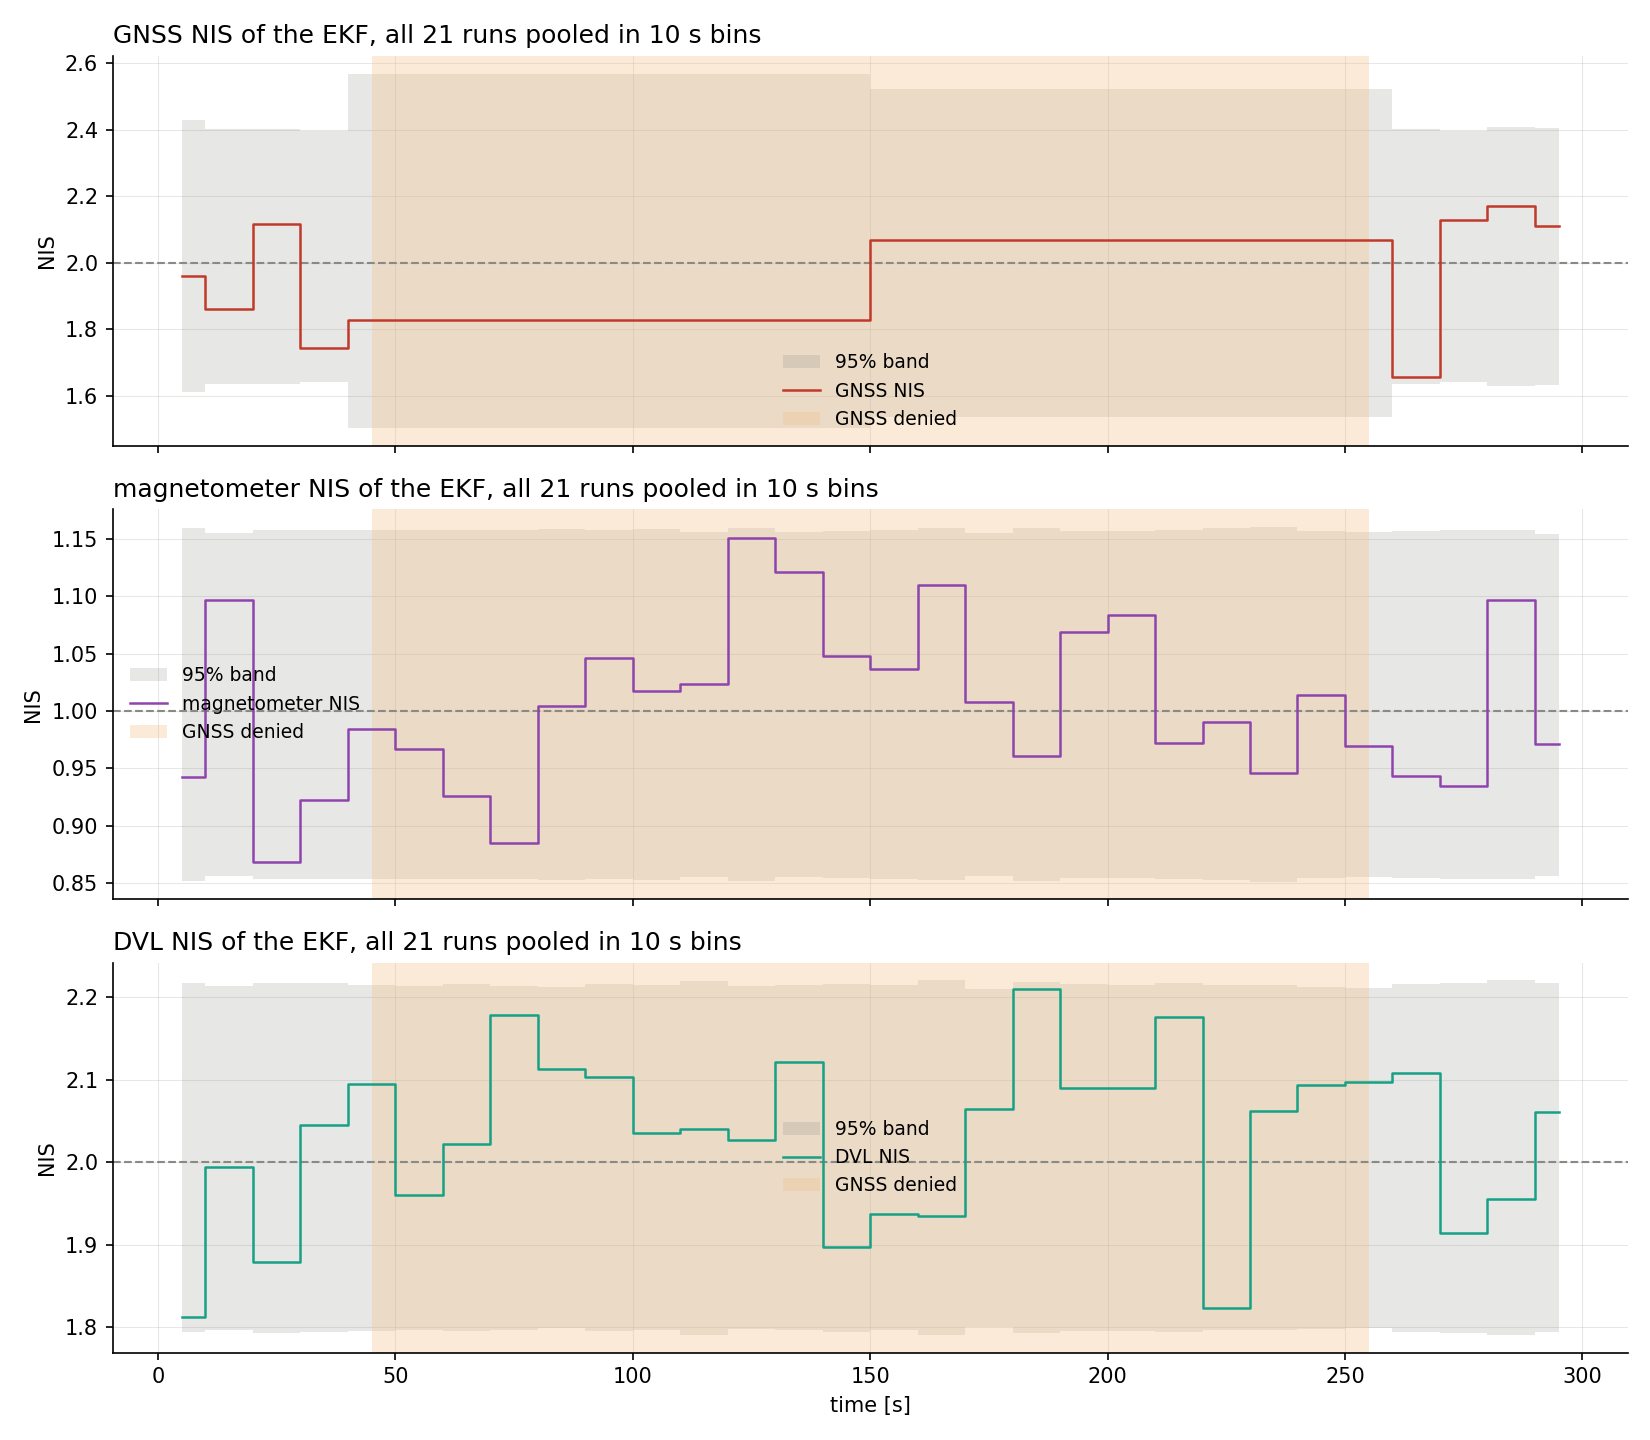 GNSS NIS of the EKF, all 21 runs pooled in 10 s bins
2.6
2.4
2.2
2.0
1.8
1.6
NIS
95% band
GNSS NIS
GNSS denied
magnetometer NIS of the EKF, all 21 runs pooled in 10 s bins
1.15
1.10
1.05
1.00
0.95
0.90
0.85
NIS
95% band
magnetometer NIS
GNSS denied
DVL NIS of the EKF, all 21 runs pooled in 10 s bins
2.2
2.1
2.0
1.9
1.8
NIS
95% band
DVL NIS
GNSS denied
0 50 100 150 200 250 300
time [s]